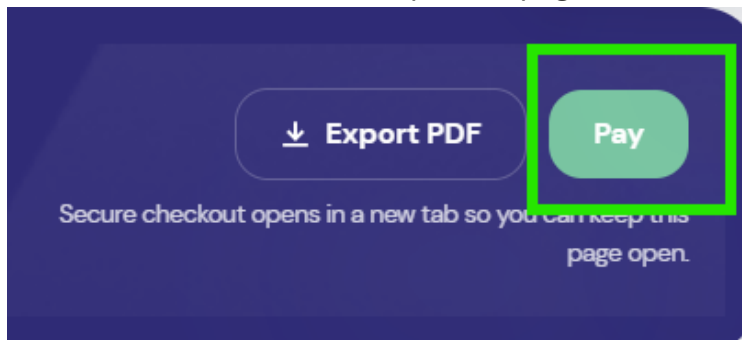 Export PDF
Pay
Secure checkout opens in a new tab so you can keep this
page open.